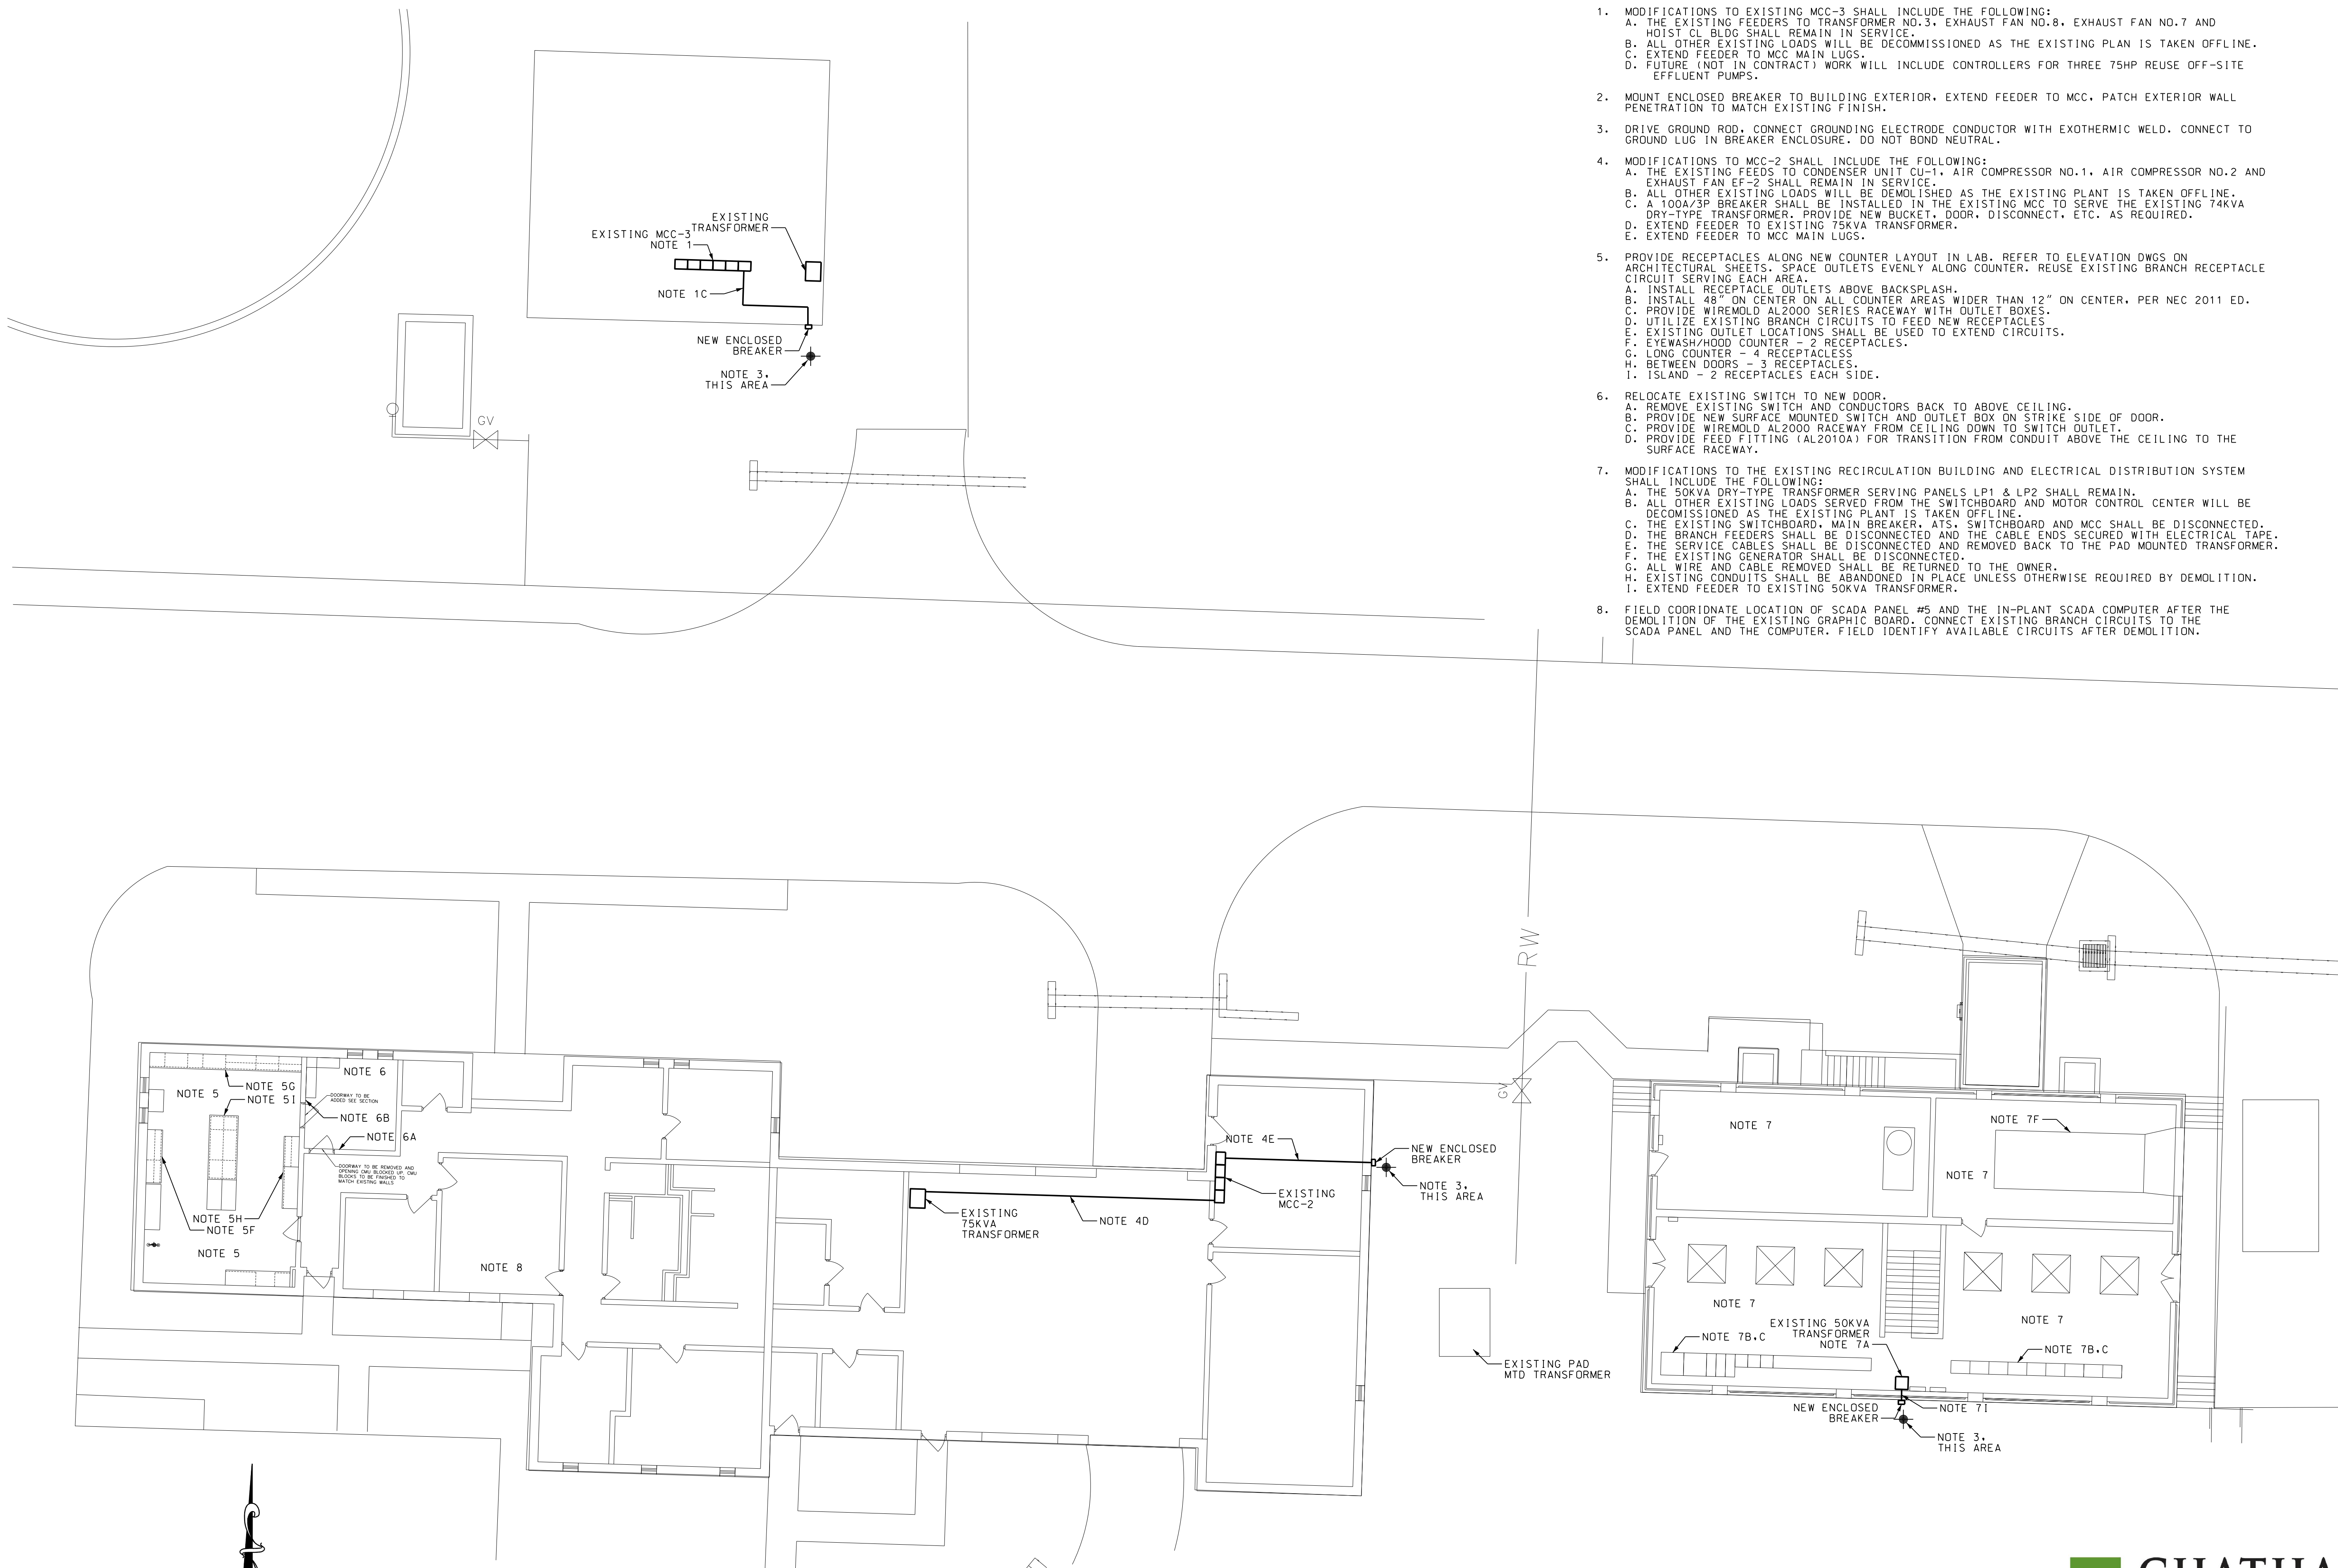 1. MODIFICATIONS TO EXISTING MCC-3 SHALL INCLUDE THE FOLLOWING:
A. THE EXISTING FEEDERS TO TRANSFORMER NO.3, EXHAUST FAN NO.8, EXHAUST FAN NO.7 AND
HOIST CL BLDG SHALL REMAIN IN SERVICE.
B. ALL OTHER EXISTING LOADS WILL BE DECOMMISSIONED AS THE EXISTING PLAN IS TAKEN OFFLINE.
C. EXTEND FEEDER TO MCC MAIN LUGS.
D. FUTURE (NOT IN CONTRACT) WORK WILL INCLUDE CONTROLLERS FOR THREE 75HP REUSE OFF-SITE
EFFLUENT PUMPS.
2. MOUNT ENCLOSED BREAKER TO BUILDING EXTERIOR, EXTEND FEEDER TO MCC, PATCH EXTERIOR WALL
PENETRATION TO MATCH EXISTING FINISH.
3. DRIVE GROUND ROD, CONNECT GROUNDING ELECTRODE CONDUCTOR WITH EXOTHERMIC WELD. CONNECT TO
GROUND LUG IN BREAKER ENCLOSURE. DO NOT BOND NEUTRAL.
4. MODIFICATIONS TO MCC-2 SHALL INCLUDE THE FOLLOWING:
A. THE EXISTING FEEDS TO CONDENSER UNIT CU-1, AIR COMPRESSOR NO.1, AIR COMPRESSOR NO.2 AND
EXHAUST FAN EF-2 SHALL REMAIN IN SERVICE.
B. ALL OTHER EXISTING LOADS WILL BE DEMOLISHED AS THE EXISTING PLANT IS TAKEN OFFLINE.
C. A 100A/3P BREAKER SHALL BE INSTALLED IN THE EXISTING MCC TO SERVE THE EXISTING 74KVA
DRY-TYPE TRANSFORMER. PROVIDE NEW BUCKET, DOOR, DISCONNECT, ETC. AS REQUIRED.
D. EXTEND FEEDER TO EXISTING 75KVA TRANSFORMER.
E. EXTEND FEEDER TO MCC MAIN LUGS.
5. PROVIDE RECEPTACLES ALONG NEW COUNTER LAYOUT IN LAB. REFER TO ELEVATION DWGS ON
ARCHITECTURAL SHEETS. SPACE OUTLETS EVENLY ALONG COUNTER. REUSE EXISTING BRANCH RECEPTACLE
CIRCUIT SERVING EACH AREA.
A. INSTALL RECEPTACLE OUTLETS ABOVE BACKSPLASH.
B. INSTALL 48" ON CENTER ON ALL COUNTER AREAS WIDER THAN 12" ON CENTER, PER NEC 2011 ED.
C. PROVIDE WIREMOLD AL2000 SERIES RACEWAY WITH OUTLET BOXES.
D. UTILIZE EXISTING BRANCH CIRCUITS TO FEED NEW RECEPTACLES
E. EXISTING OUTLET LOCATIONS SHALL BE USED TO EXTEND CIRCUITS.
F. EYEWASH/HOOD COUNTER - 2 RECEPTACLES.
G. LONG COUNTER - 4 RECEPTACLESS
H. BETWEEN DOORS - 3 RECEPTACLES.
I. ISLAND - 2 RECEPTACLES EACH SIDE.
6. RELOCATE EXISTING SWITCH TO NEW DOOR.
A. REMOVE EXISTING SWITCH AND CONDUCTORS BACK TO ABOVE CEILING.
B. PROVIDE NEW SURFACE MOUNTED SWITCH AND OUTLET BOX ON STRIKE SIDE OF DOOR.
C. PROVIDE WIREMOLD AL2000 RACEWAY FROM CEILING DOWN TO SWITCH OUTLET.
D. PROVIDE FEED FITTING (AL2010A) FOR TRANSITION FROM CONDUIT ABOVE THE CEILING TO THE
SURFACE RACEWAY.
7. MODIFICATIONS TO THE EXISTING RECIRCULATION BUILDING AND ELECTRICAL DISTRIBUTION SYSTEM
SHALL INCLUDE THE FOLLOWING:
A. THE 50KVA DRY-TYPE TRANSFORMER SERVING PANELS LP1 & LP2 SHALL REMAIN.
B. ALL OTHER EXISTING LOADS SERVED FROM THE SWITCHBOARD AND MOTOR CONTROL CENTER WILL BE
DECOMISSIONED AS THE EXISTING PLANT IS TAKEN OFFLINE.
C. THE EXISTING SWITCHBOARD, MAIN BREAKER, ATS, SWITCHBOARD AND MCC SHALL BE DISCONNECTED.
D. THE BRANCH FEEDERS SHALL BE DISCONNECTED AND THE CABLE ENDS SECURED WITH ELECTRICAL TAPE.
E. THE SERVICE CABLES SHALL BE DISCONNECTED AND REMOVED BACK TO THE PAD MOUNTED TRANSFORMER.
F. THE EXISTING GENERATOR SHALL BE DISCONNECTED.
G. ALL WIRE AND CABLE REMOVED SHALL BE RETURNED TO THE OWNER.
H. EXISTING CONDUITS SHALL BE ABANDONED IN PLACE UNLESS OTHERWISE REQUIRED BY DEMOLITION.
I. EXTEND FEEDER TO EXISTING 50KVA TRANSFORMER.
8. FIELD COORIDNATE LOCATION OF SCADA PANEL #5 AND THE IN-PLANT SCADA COMPUTER AFTER THE
DEMOLITION OF THE EXISTING GRAPHIC BOARD. CONNECT EXISTING BRANCH CIRCUITS TO THE
SCADA PANEL AND THE COMPUTER. FIELD IDENTIFY AVAILABLE CIRCUITS AFTER DEMOLITION.
EXISTING
TRANSFORMER
EXISTING MCC-3
NOTE 1
NOTE 1C
NEW ENCLOSED
BREAKER
NOTE 3,
THIS AREA
GV
RW
GV
NOTE 5
NOTE 5G
NOTE 5I
NOTE 6
DOORWAY TO BE
ADDED SEE SECTION
NOTE 6B
NOTE 6A
DOORWAY TO BE REMOVED AND
OPENING CMU BLOCKED UP. CMU
BLOCKS TO BE FINISHED TO
MATCH EXISTING WALLS
NOTE 5H
NOTE 5F
NOTE 5
NOTE 8
EXISTING
75KVA
TRANSFORMER
NOTE 4D
NOTE 4E
EXISTING
MCC-2
NEW ENCLOSED
BREAKER
NOTE 3,
THIS AREA
EXISTING PAD
MTD TRANSFORMER
NOTE 7
NOTE 7F
NOTE 7
NOTE 7
NOTE 7
EXISTING 50KVA
TRANSFORMER
NOTE 7A
NOTE 7B,C
NOTE 7B,C
NOTE 7I
NEW ENCLOSED
BREAKER
NOTE 3,
THIS AREA